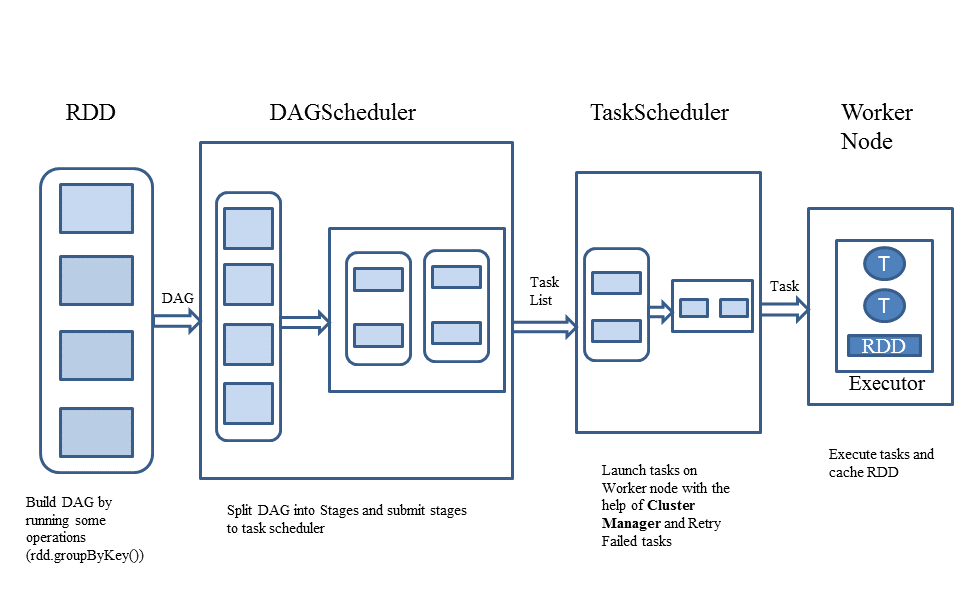 RDD
DAGScheduler
TaskScheduler
Worker
Node
DAG
Task
List
Task
T
T
RDD
Executor
Build DAG by
running some
operations
(rdd.groupByKey())
Split DAG into Stages and submit stages
to task scheduler
Launch tasks on
Worker node with the
help of Cluster
Manager and Retry
Failed tasks
Execute tasks and
cache RDD